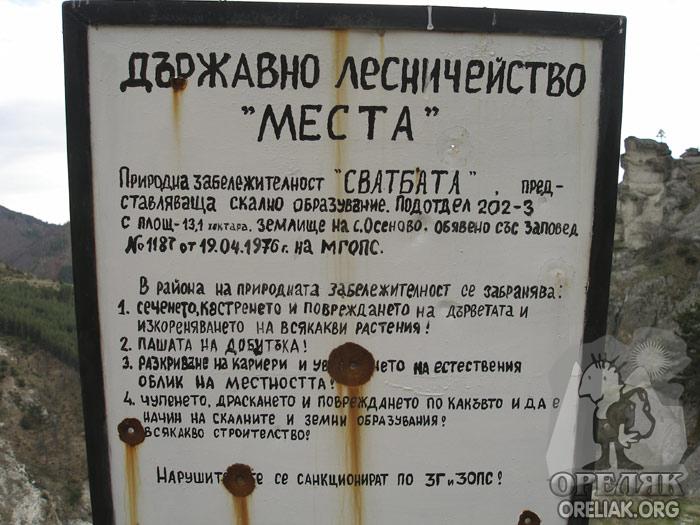 ДЪРЖАВНО ЛЕСНИЧЕЙСТВО
"МЕСТА"
ПРИРОДНА ЗАБЕЛЕЖИТЕЛНОСТ "СВАТБАТА", ПРЕД-
СТАВЛЯВАЩА СКАЛНО ОБРАЗУВАНИЕ. ПОДОТДЕЛ 202-3
С ПЛОЩ-13,1 хектара. ЗЕМЛИЩЕ НА с. ОСЕНОВО. ОБЯВЕНО СЪС ЗАПОВЕД
ОТ 19.04.1976 г. НА МГОПС.
В РАЙОНА НА ПРИРОДНАТА ЗАБЕЛЕЖИТЕЛНОСТ СЕ ЗАБРАНЯВА:
1. СЕЧЕНЕТО, КАСТРЕНЕТО И ПОВРЕЖДАНЕТО НА ДЪРВЕТАТА И
ИЗКОРЕНЯВАНЕТО НА ВСЯКАКВИ РАСТЕНИЯ!
2. ПАШАТА НА ДОБИТЪКА!
3. РАЗКРИВАНЕ НА КАРИЕРИ И НА ЕСТЕСТВЕНИЯ
ОБЛИК НА МЕСТНОСТТА!
4. ЧУПЕНЕТО, ДРАСКАНЕТО И ПОВРЕЖДАНЕТО ПО КАКЪВТО И ДА Е
НАЧИН НА СКАЛНИТЕ И ЗЕМНИ ОБРАЗУВАНИЯ!
ВСЯКАКВО СТРОИТЕЛСТВО!
СЕ САНКЦИОНИРАТ ПО ЗГ и ЗОПС!
ОРЕЛЯК
ORELIAK.ORG